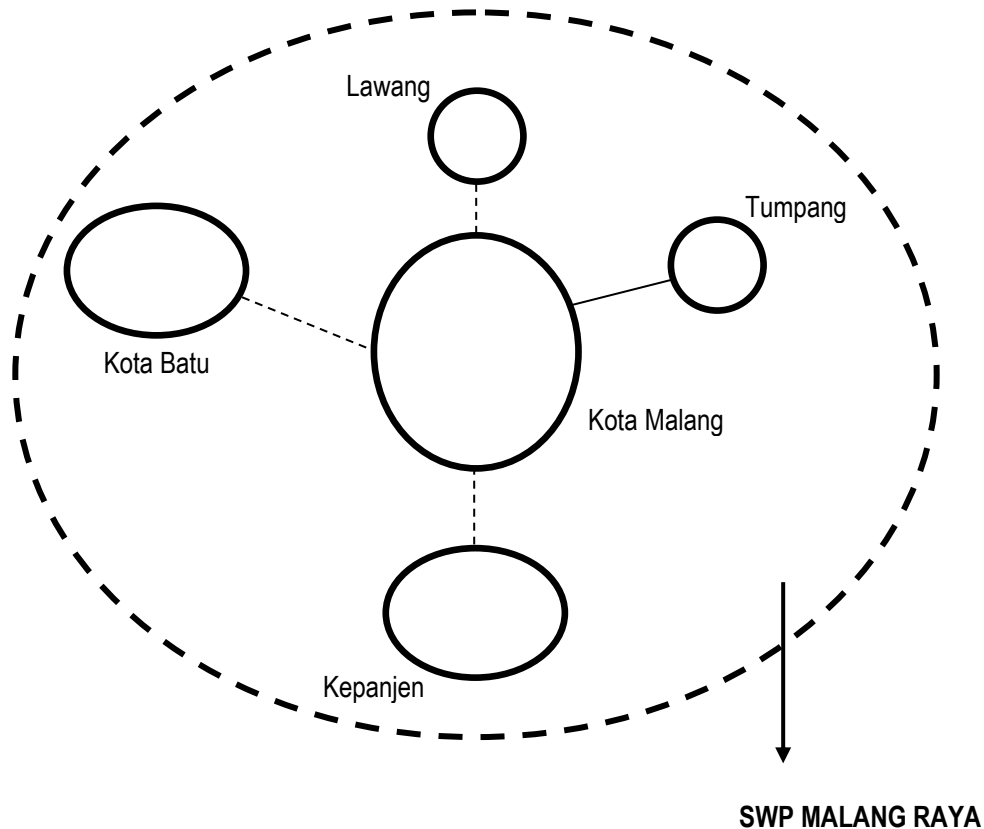 Lawang
Tumpang
Kota Batu
Kota Malang
Kepanjen
SWP MALANG RAYA